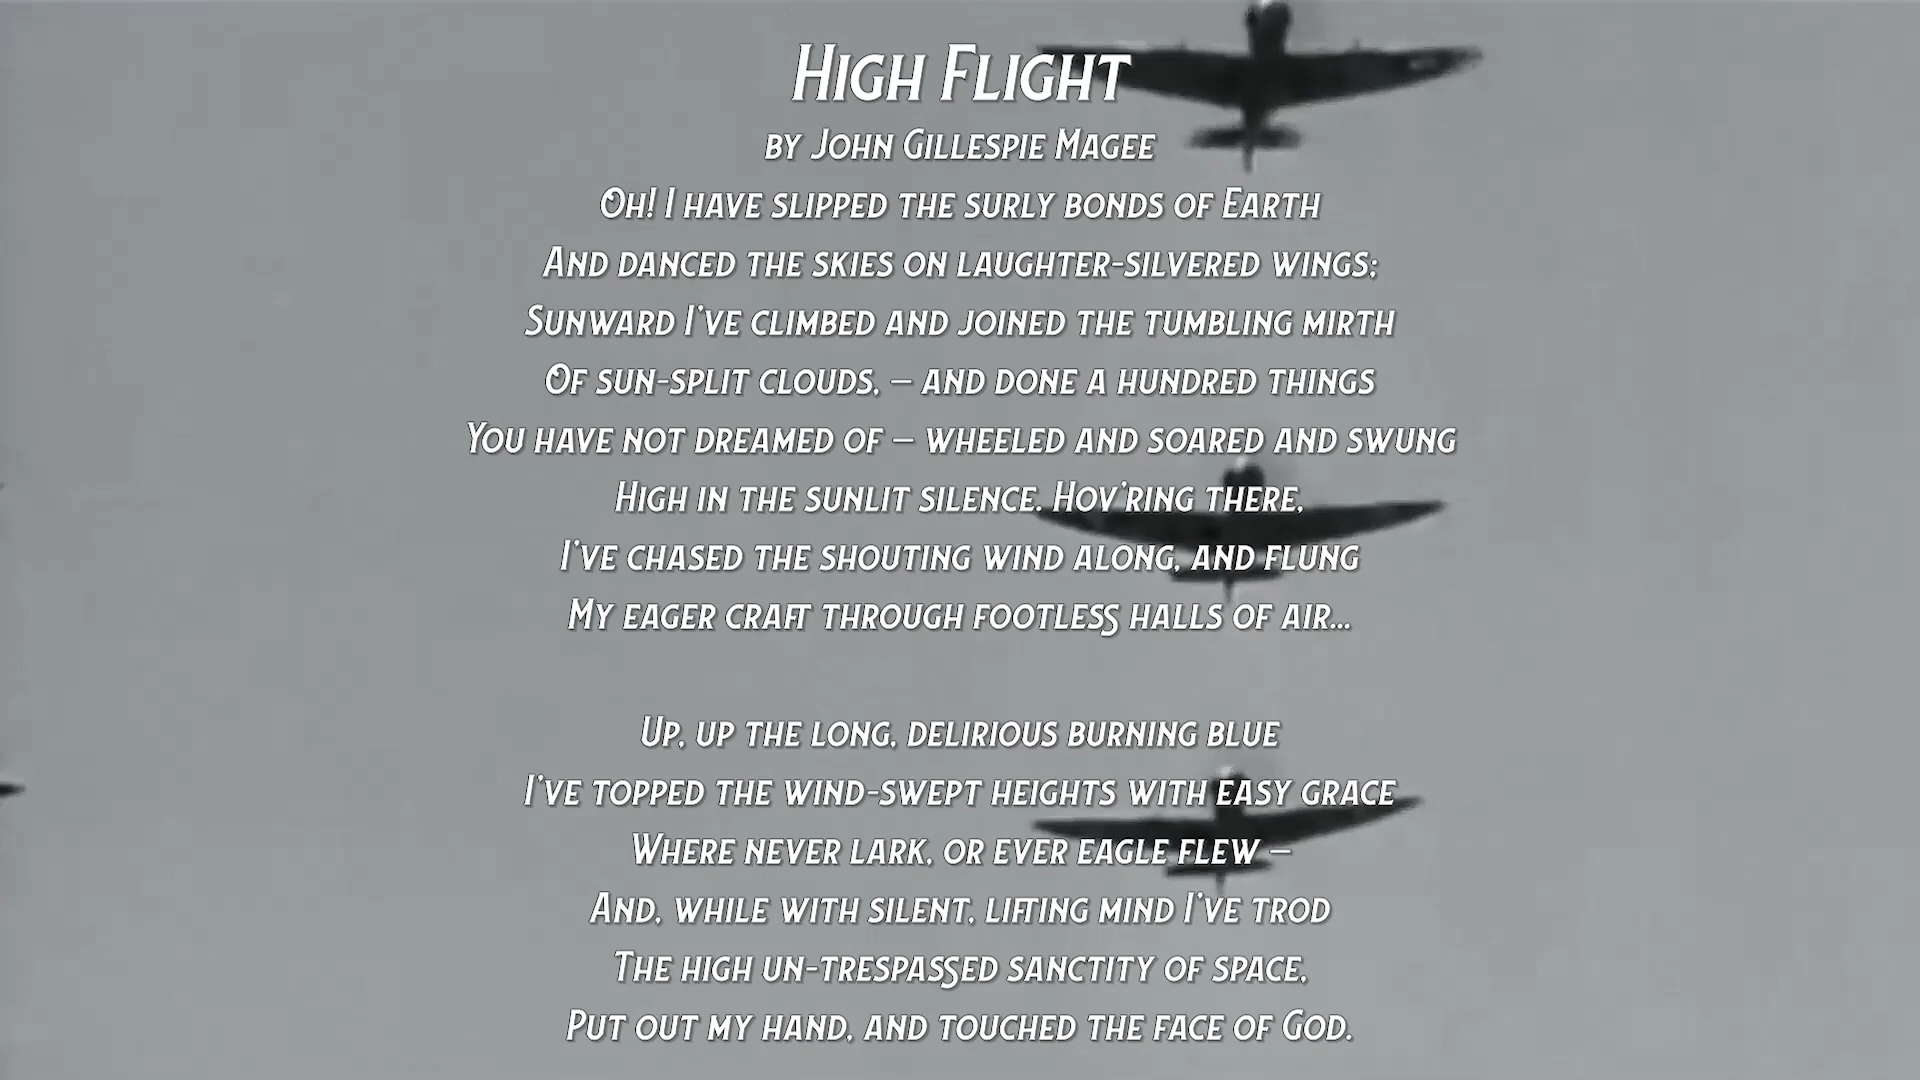 High Flight
by John Gillespie Magee
Oh! I have slipped the surly bonds of Earth
And danced the skies on laughter-silvered wings;
Sunward I've climbed and joined the tumbling mirth
Of sun-split clouds, – and done a hundred things
You have not dreamed of – wheeled and soared and swung
High in the sunlit silence. Hov'ring there,
I've chased the shouting wind along, and flung
My eager craft through footless halls of air...
Up, up the long, delirious burning blue
I've topped the wind-swept heights with easy grace
Where never lark, or ever eagle flew –
And, while with silent, lifting mind I've trod
The high un-trespassed sanctity of space,
Put out my hand, and touched the face of God.